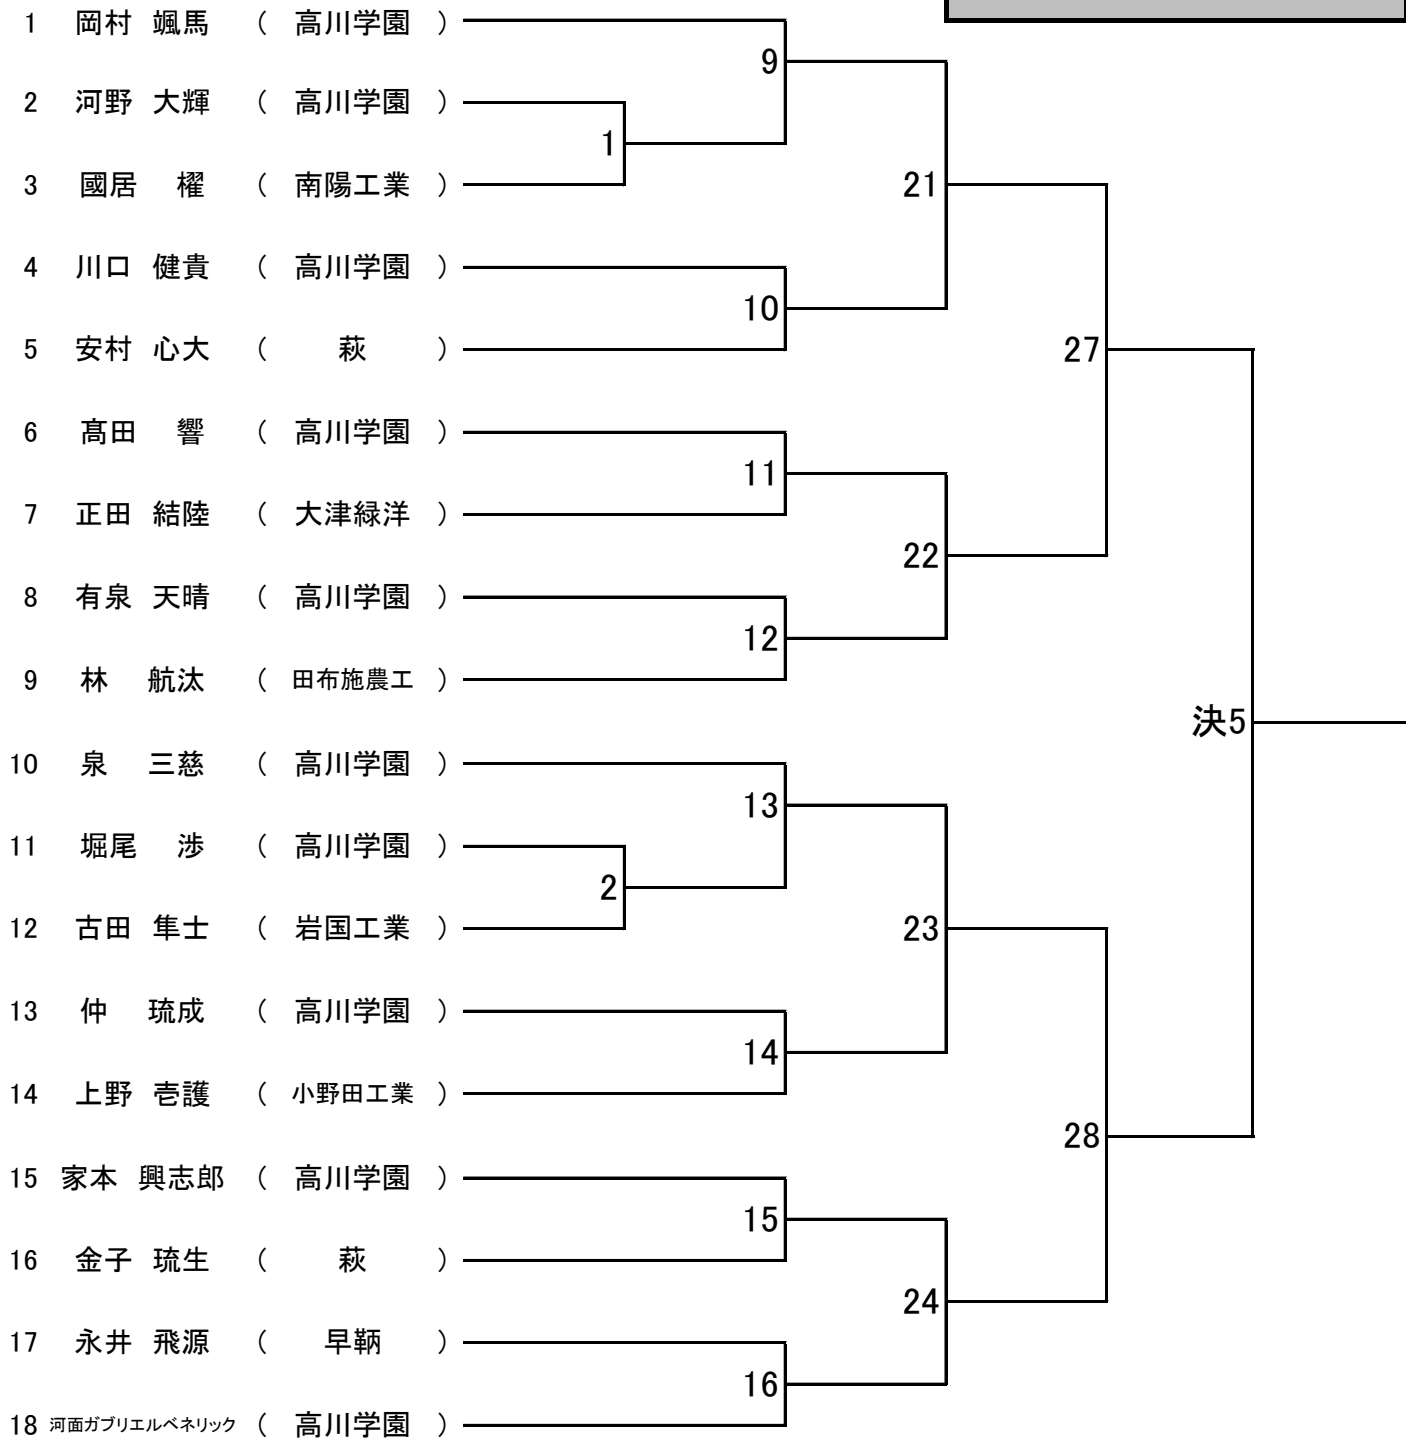 1 岡村 颯馬 ( 高川学園 )
9
2 河野 大輝 ( 高川学園 )
1
3 國居 櫂 ( 南陽工業 )
21
4 川口 健貴 ( 高川学園 )
10
5 安村 心大 ( 萩 )
27
6 髙田 響 ( 高川学園 )
11
7 正田 結陸 ( 大津緑洋 )
22
8 有泉 天晴 ( 高川学園 )
12
9 林 航汰 ( 田布施農工 )
決5
10 泉 三慈 ( 高川学園 )
13
11 堀尾 渉 ( 高川学園 )
2
12 古田 隼士 ( 岩国工業 )
23
13 仲 琉成 ( 高川学園 )
14
14 上野 壱護 ( 小野田工業 )
28
15 家本 興志郎 ( 高川学園 )
15
16 金子 琉生 ( 萩 )
24
17 永井 飛源 ( 早鞆 )
16
18 河面ガブリエルベネリック ( 高川学園 )